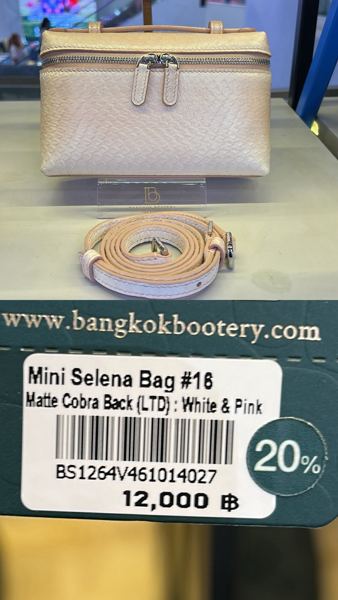 B
www.bangkokbootery.com
Mini Selena Bag #16
Matte Cobra Back (LTD) : White & Pink
BS1264V461014027
20%
12,000 ฿